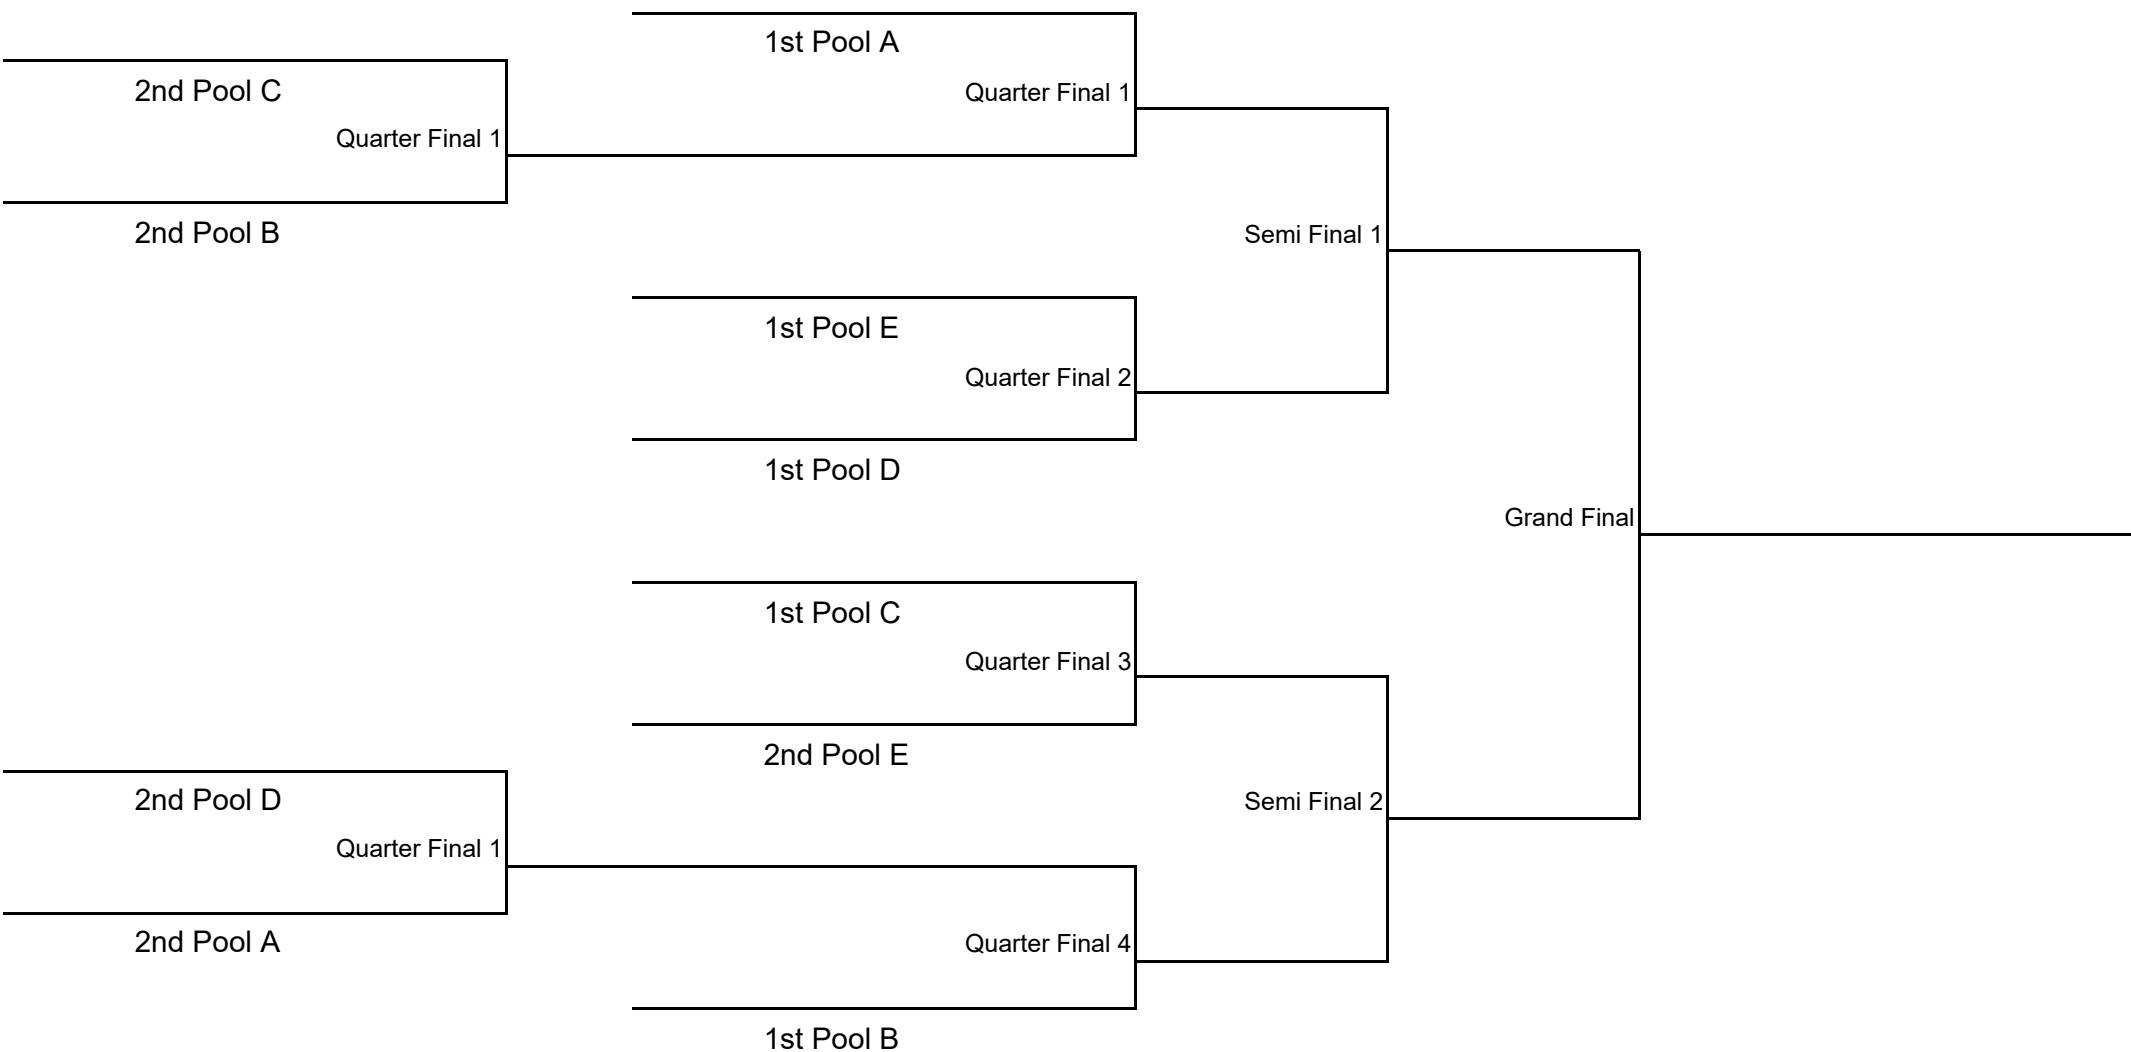 1st Pool A
2nd Pool C
Quarter Final 1
Quarter Final 1
2nd Pool B
Semi Final 1
1st Pool E
Quarter Final 2
1st Pool D
Grand Final
1st Pool C
Quarter Final 3
2nd Pool E
2nd Pool D
Semi Final 2
Quarter Final 1
2nd Pool A
Quarter Final 4
1st Pool B